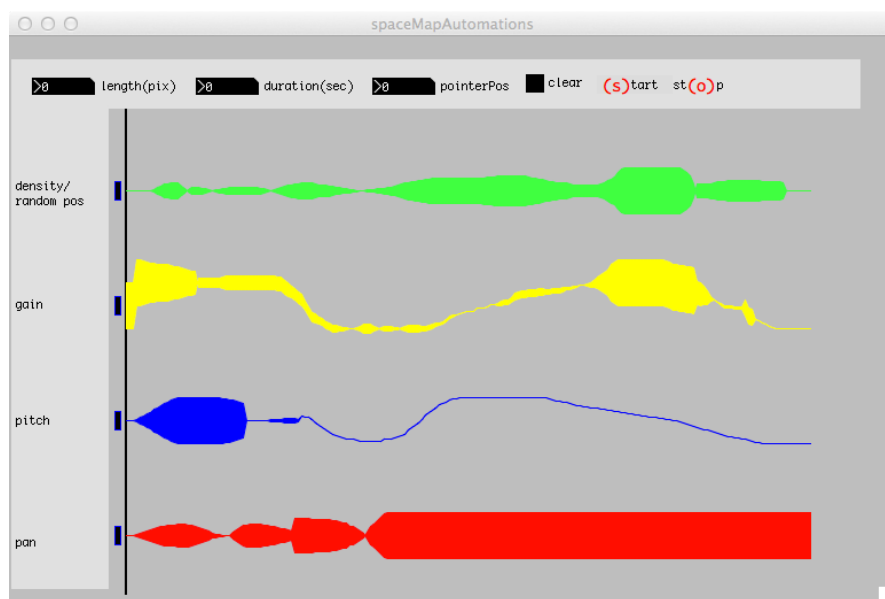 spaceMapAutomations
>0 length(pix) >0 duration(sec) >0 pointerPos clear (s)tart st(o)p
density/
random pos
gain
pitch
pan